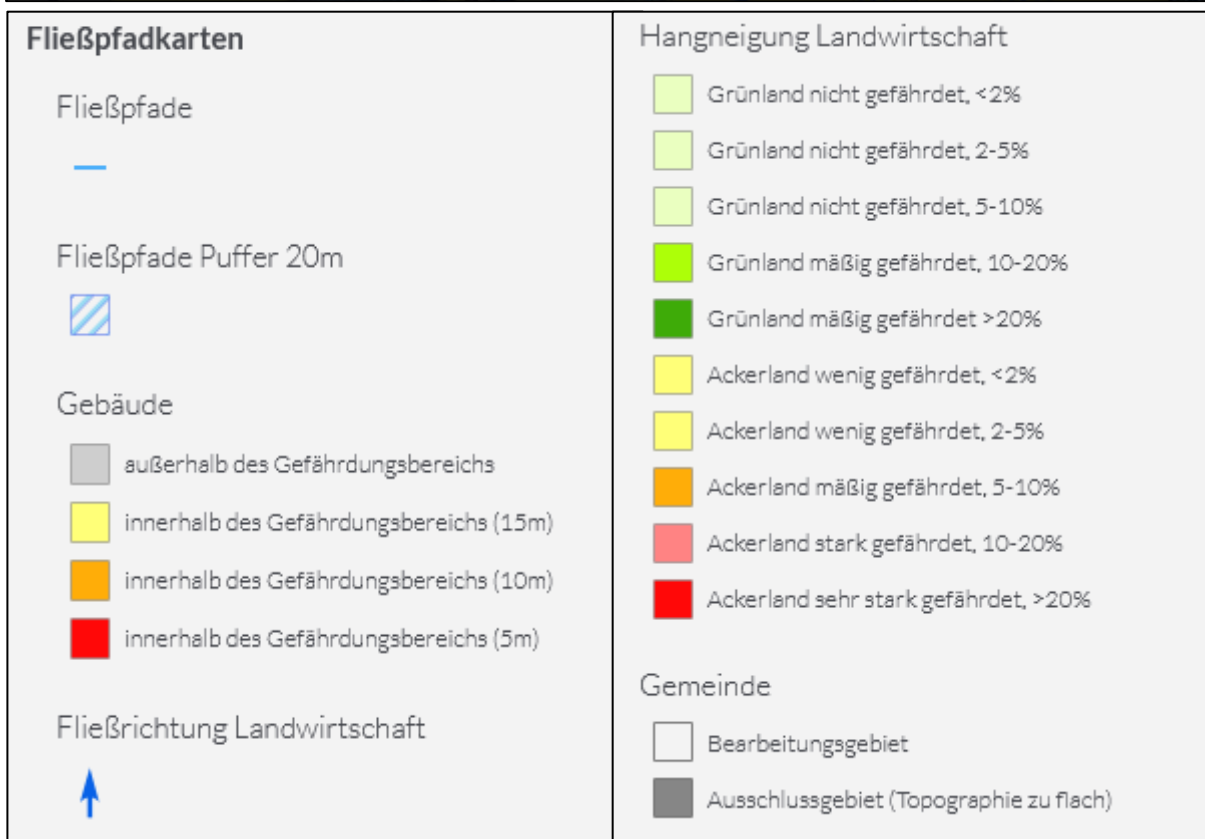 Fließpfadkarten
Fließpfade
Fließpfade Puffer 20m
Gebäude
außerhalb des Gefährdungsbereichs
innerhalb des Gefährdungsbereichs (15m)
innerhalb des Gefährdungsbereichs (10m)
innerhalb des Gefährdungsbereichs (5m)
Fließrichtung Landwirtschaft
Hangneigung Landwirtschaft
Grünland nicht gefährdet, <2%
Grünland nicht gefährdet, 2-5%
Grünland nicht gefährdet, 5-10%
Grünland mäßig gefährdet, 10-20%
Grünland mäßig gefährdet >20%
Ackerland wenig gefährdet, <2%
Ackerland wenig gefährdet, 2-5%
Ackerland mäßig gefährdet, 5-10%
Ackerland stark gefährdet, 10-20%
Ackerland sehr stark gefährdet, >20%
Gemeinde
Bearbeitungsgebiet
Ausschlussgebiet (Topographie zu flach)